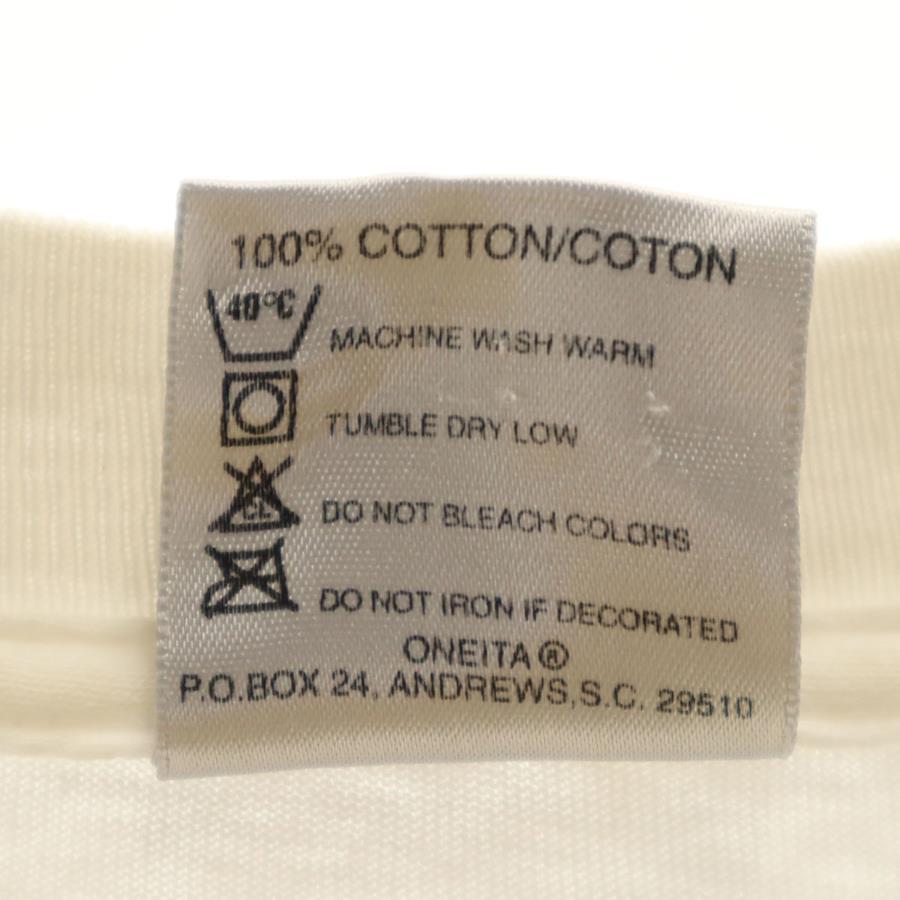 100% COTTON/COTON
40°C
MACHINE WASH WARM
TUMBLE DRY LOW
CL
DO NOT BLEACH COLORS
DO NOT IRON IF DECORATED
ONEITA ®
P.O.BOX 24, ANDREWS,S.C. 29510